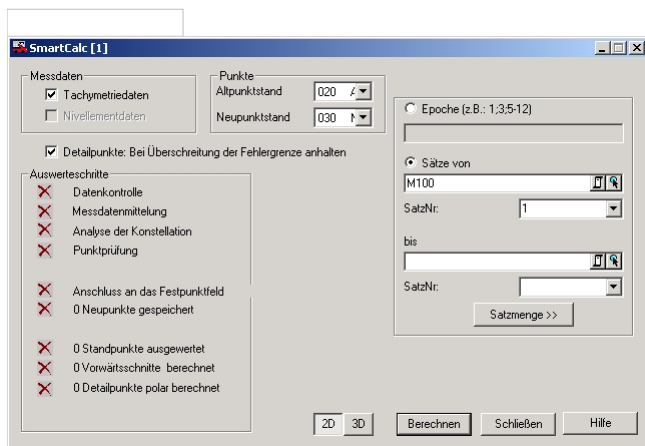 SmartCalc [1]
Messdaten
Tachymetriedaten
Nivellementdaten
Punkte
Altpunktstand 020
Neupunktstand 030
Detailpunkte: Bei Überschreitung der Fehlergrenze anhalten
Auswerteschritte
Datenkontrolle
Messdatenmittelung
Analyse der Konstellation
Punktprüfung
Anschluss an das Festpunktfeld
0 Neupunkte gespeichert
0 Standpunkte ausgewertet
0 Vorwärtsschnitte berechnet
0 Detailpunkte polar berechnet
Epoche (z.B.: 1;3;5-12)
Sätze von
M100
SatzNr: 1
bis
SatzNr:
Satzmenge >>
2D 3D Berechnen Schließen Hilfe